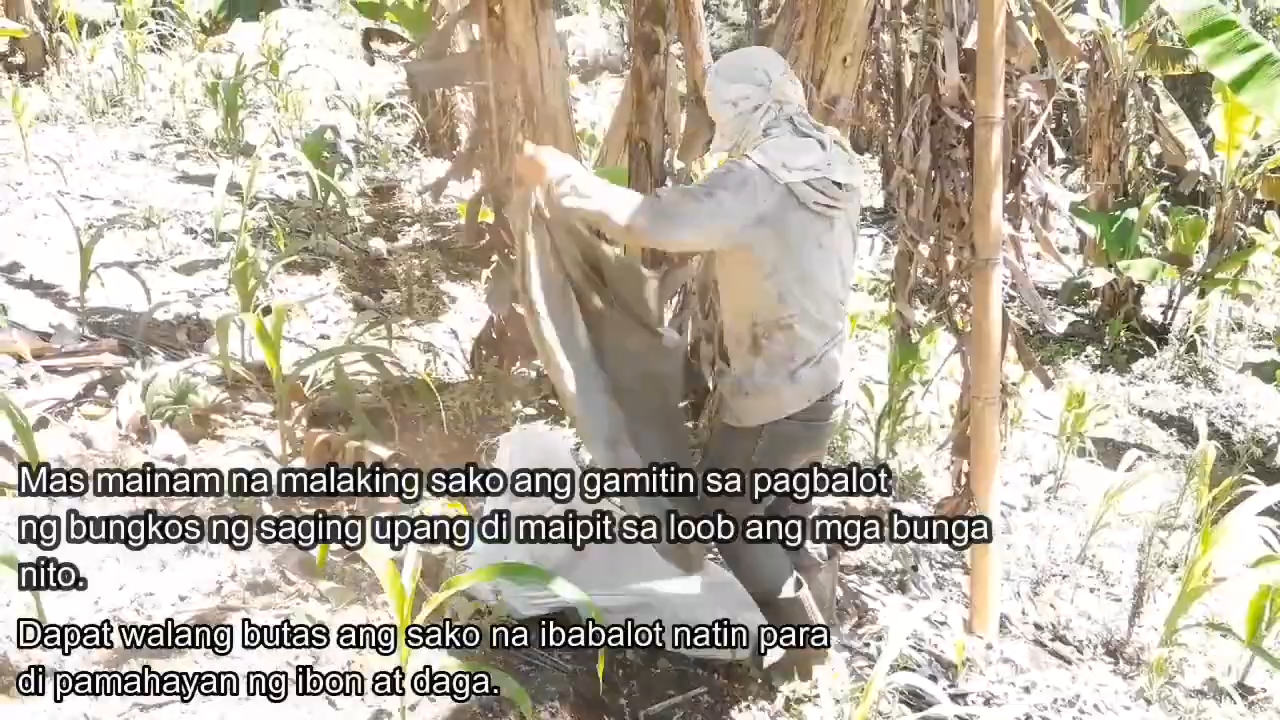 Mas mainam na malaking sako ang gamitin sa pagbalot
ng bungkos ng saging upang di maipit sa loob ang mga bunga
nito.
Dapat walang butas ang sako na ibabalot natin para
di pamahayan ng ibon at daga.